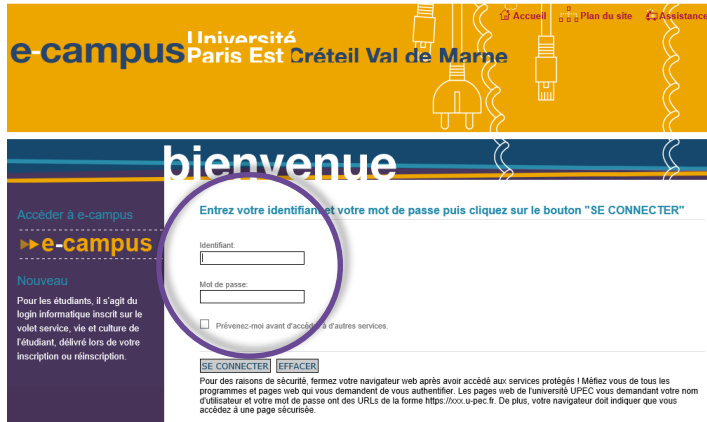 Accueil Plan du site Assistance
e-campus Université
Paris Est Créteil Val de Marne
bienvenue
Accéder à e-campus
e-campus
Nouveau
Pour les étudiants, il s'agit du
login informatique inscrit sur le
volet service, vie et culture de
l'étudiant, délivré lors de votre
inscription ou réinscription.
Entrez votre identifiant et votre mot de passe puis cliquez sur le bouton "SE CONNECTER"
Identifiant:
Mot de passe:
Prévenez-moi avant d'accéder à d'autres services.
SE CONNECTER EFFACER
Pour des raisons de sécurité, fermez votre navigateur web après avoir accédé aux services protégés ! Méfiez vous de tous les
programmes et pages web qui vous demandent de vous authentifier. Les pages web de l'université UPEC vous demandant votre nom
d'utilisateur et votre mot de passe ont des URLs de la forme https://xxx.u-pec.fr. De plus, votre navigateur doit indiquer que vous
accédez à une page sécurisée.